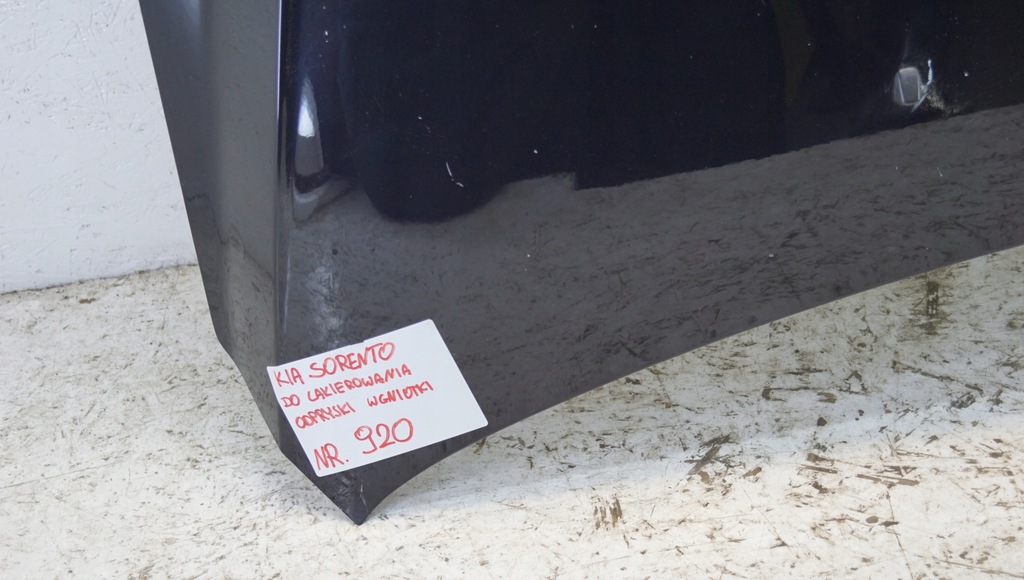 KIA SORENTO
DO LAKIEROWANIA
ODPRYSKI WGNIOTKI
NR. 920